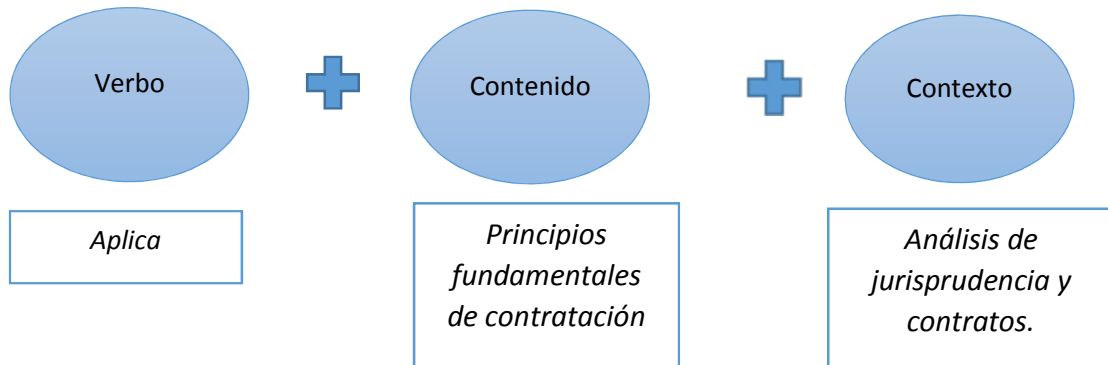 Verbo
Contenido
Contexto
Aplica
Principios
fundamentales
de contratación
Análisis de
jurisprudencia y
contratos.